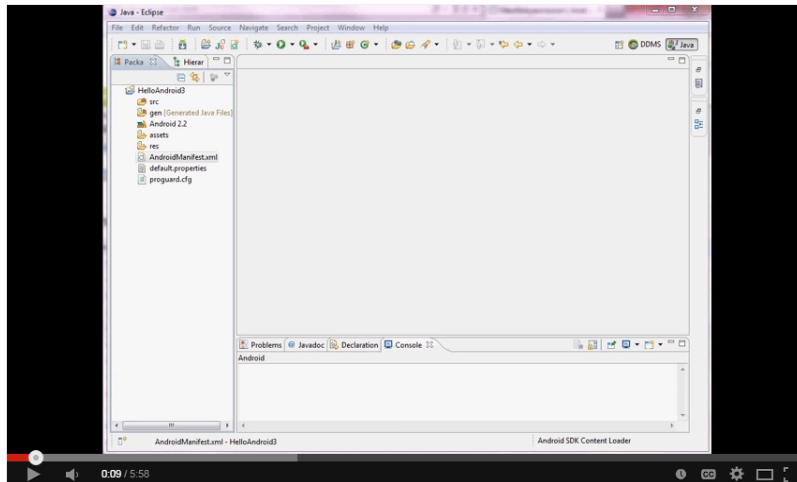 Java - Eclipse
File Edit Refactor Run Source Navigate Search Project Window Help
DDMS Java
Packa Hierar
HelloAndroid3
src
gen [Generated Java Files]
Android 2.2
assets
res
AndroidManifest.xml
default.properties
proguard.cfg
Problems @ Javadoc Declaration Console
Android
AndroidManifest.xml - HelloAndroid3 Android SDK Content Loader
0:09 / 5:58 CC